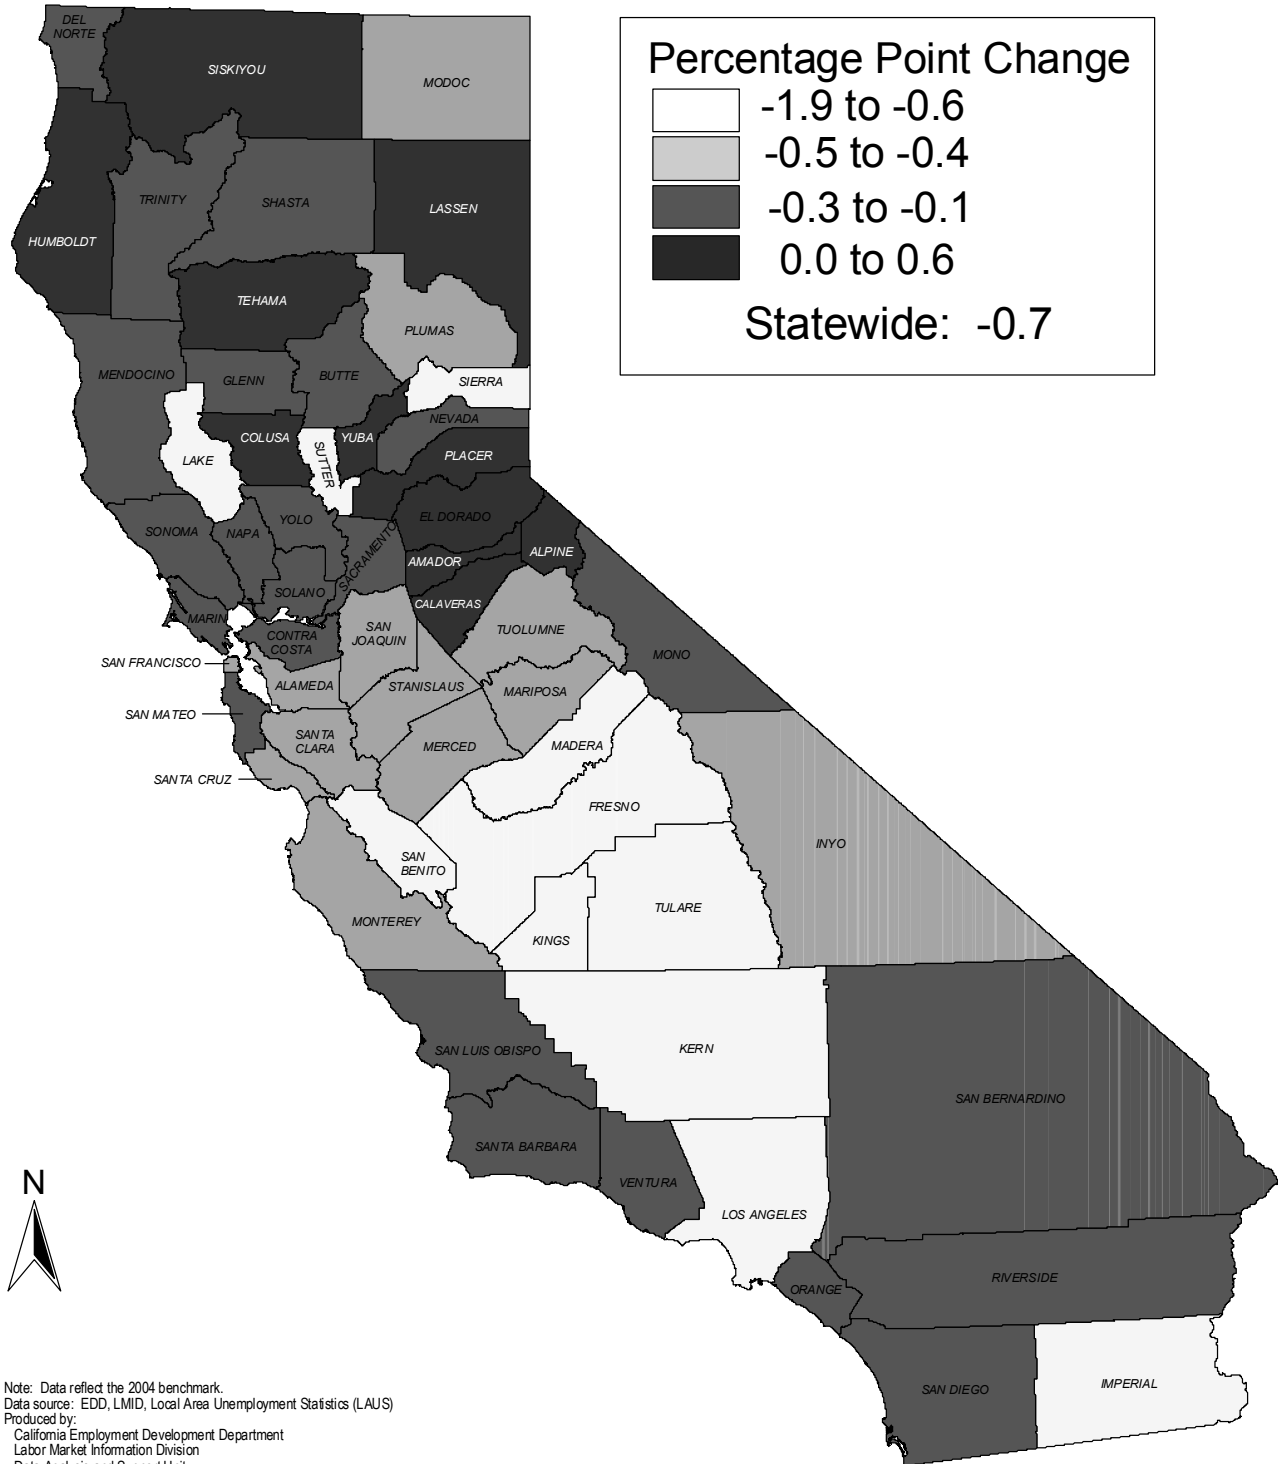 Percentage Point Change
-1.9 to -0.6
-0.5 to -0.4
-0.3 to -0.1
0.0 to 0.6
Statewide: -0.7
DEL
NORTE
SISKIYOU
MODOC
TRINITY
SHASTA
LASSEN
HUMBOLDT
TEHAMA
PLUMAS
MENDOCINO
GLENN
BUTTE
SIERRA
NEVADA
COLUSA
SUTTER
YUBA
PLACER
LAKE
EL DORADO
SONOMA
NAPA
YOLO
SACRAMENTO
ALPINE
AMADOR
SOLANO
CALAVERAS
MARIN
CONTRA
COSTA
SAN
JOAQUIN
TUOLUMNE
MONO
SAN FRANCISCO
ALAMEDA
STANISLAUS
MARIPOSA
SAN MATEO
SANTA
CLARA
MERCED
MADERA
SANTA CRUZ
FRESNO
INYO
SAN
BENITO
TULARE
MONTEREY
KINGS
SAN LUIS OBISPO
KERN
SAN BERNARDINO
SANTA BARBARA
VENTURA
LOS ANGELES
ORANGE
RIVERSIDE
SAN DIEGO
IMPERIAL
N
Note: Data reflect the 2004 benchmark.
Data source: EDD, LMID, Local Area Unemployment Statistics (LAUS)
Produced by:
California Employment Development Department
Labor Market Information Division